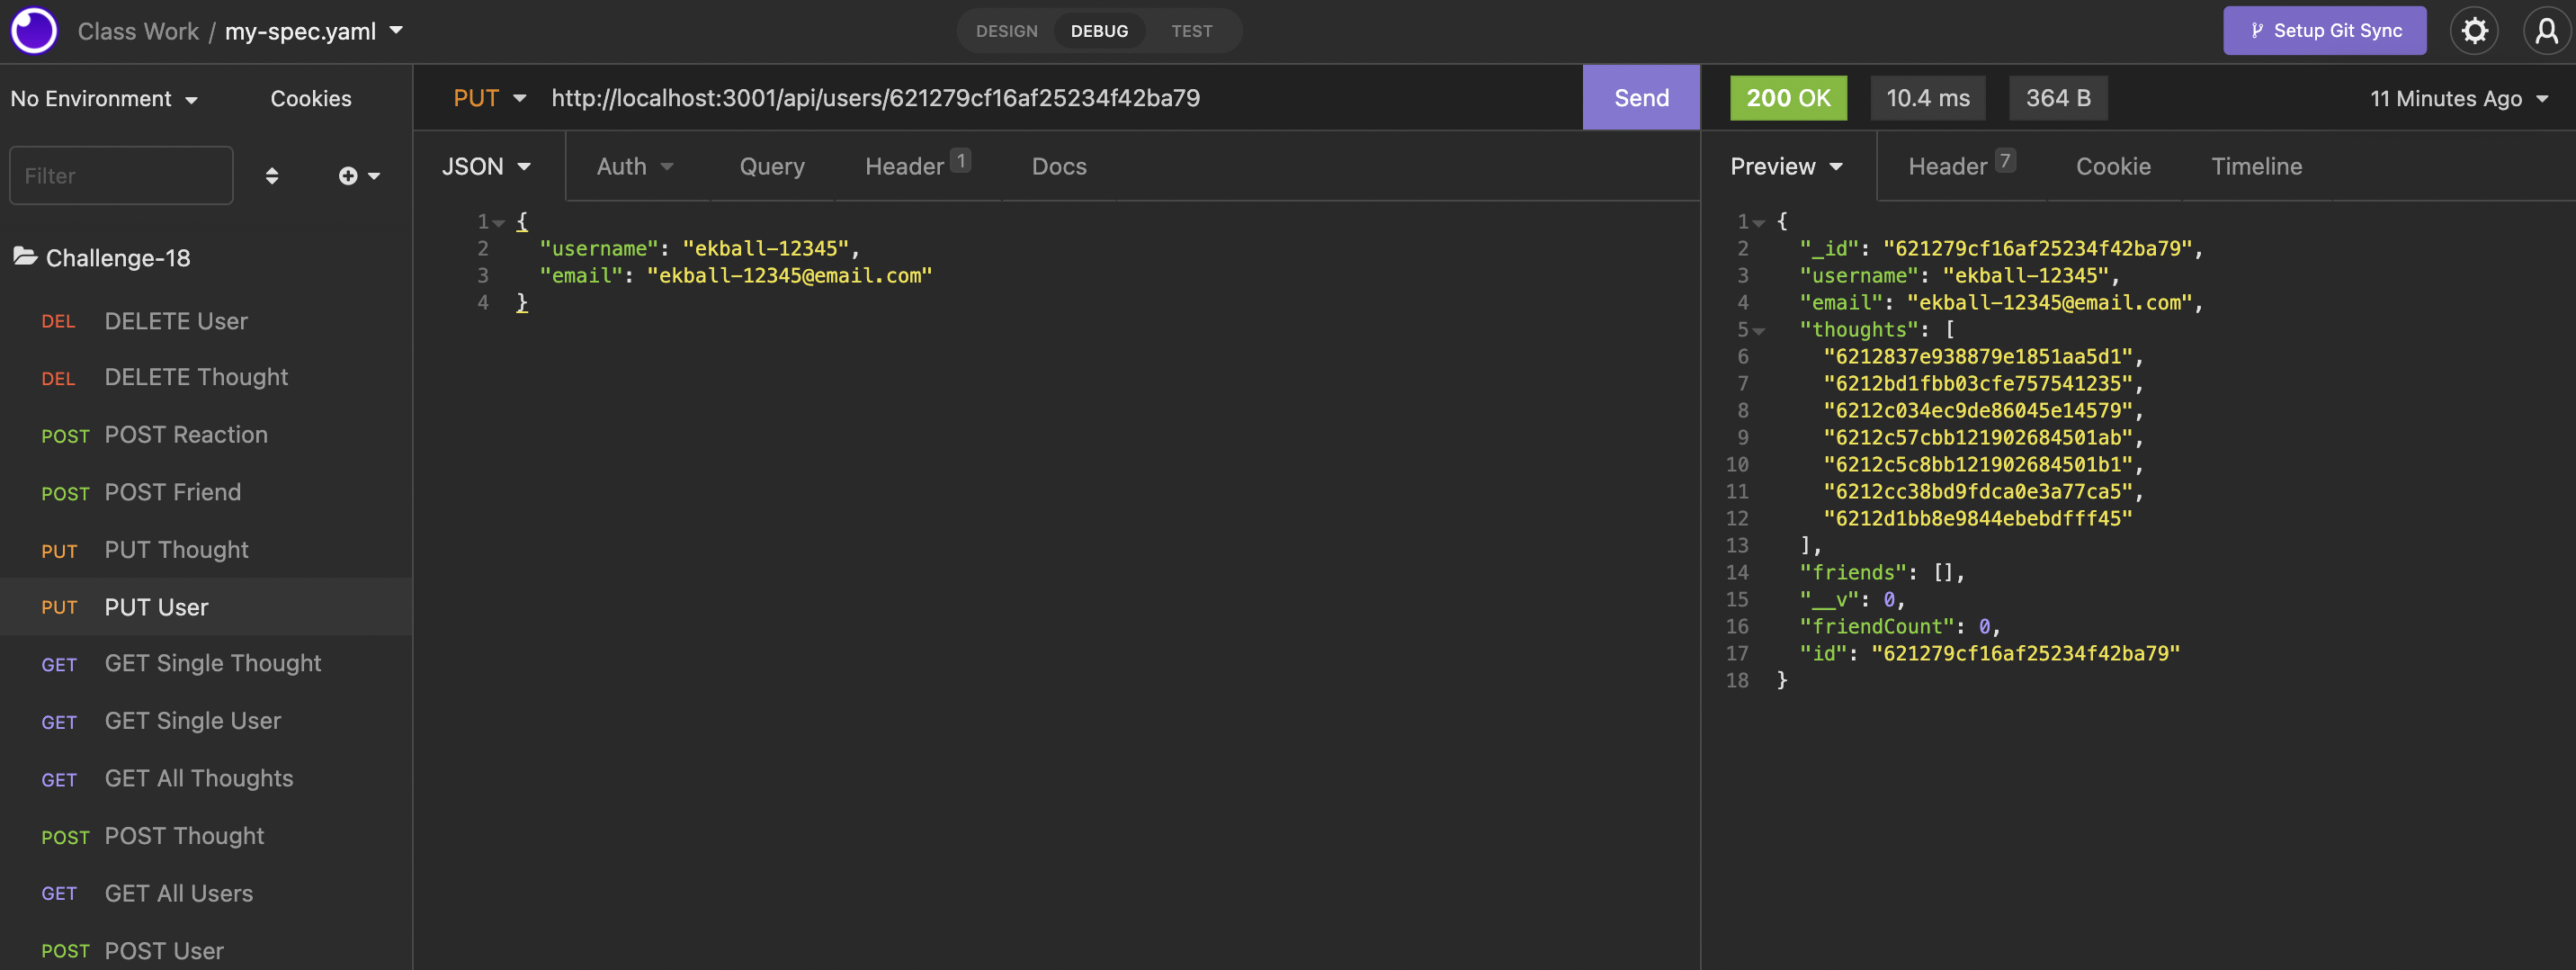 Class Work / my-spec.yaml
DESIGN DEBUG TEST
Setup Git Sync
No Environment Cookies
Filter
Challenge-18
DEL DELETE User
DEL DELETE Thought
POST POST Reaction
POST POST Friend
PUT PUT Thought
PUT PUT User
GET GET Single Thought
GET GET Single User
GET GET All Thoughts
POST POST Thought
GET GET All Users
POST POST User
PUT http://localhost:3001/api/users/621279cf16af25234f42ba79 Send
JSON Auth Query Header 1 Docs
1 {
2 "username": "ekball-12345",
3 "email": "ekball-12345@email.com"
4 }
200 OK 10.4 ms 364 B 11 Minutes Ago
Preview Header 7 Cookie Timeline
1 {
2 "_id": "621279cf16af25234f42ba79",
3 "username": "ekball-12345",
4 "email": "ekball-12345@email.com",
5 "thoughts": [
6 "6212837e938879e1851aa5d1",
7 "6212bd1fbb03cfe757541235",
8 "6212c034ec9de86045e14579",
9 "6212c57cbb121902684501ab",
10 "6212c5c8bb121902684501b1",
11 "6212cc38bd9fdca0e3a77ca5",
12 "6212d1bb8e9844ebebdfff45"
13 ],
14 "friends": [],
15 "__v": 0,
16 "friendCount": 0,
17 "id": "621279cf16af25234f42ba79"
18 }